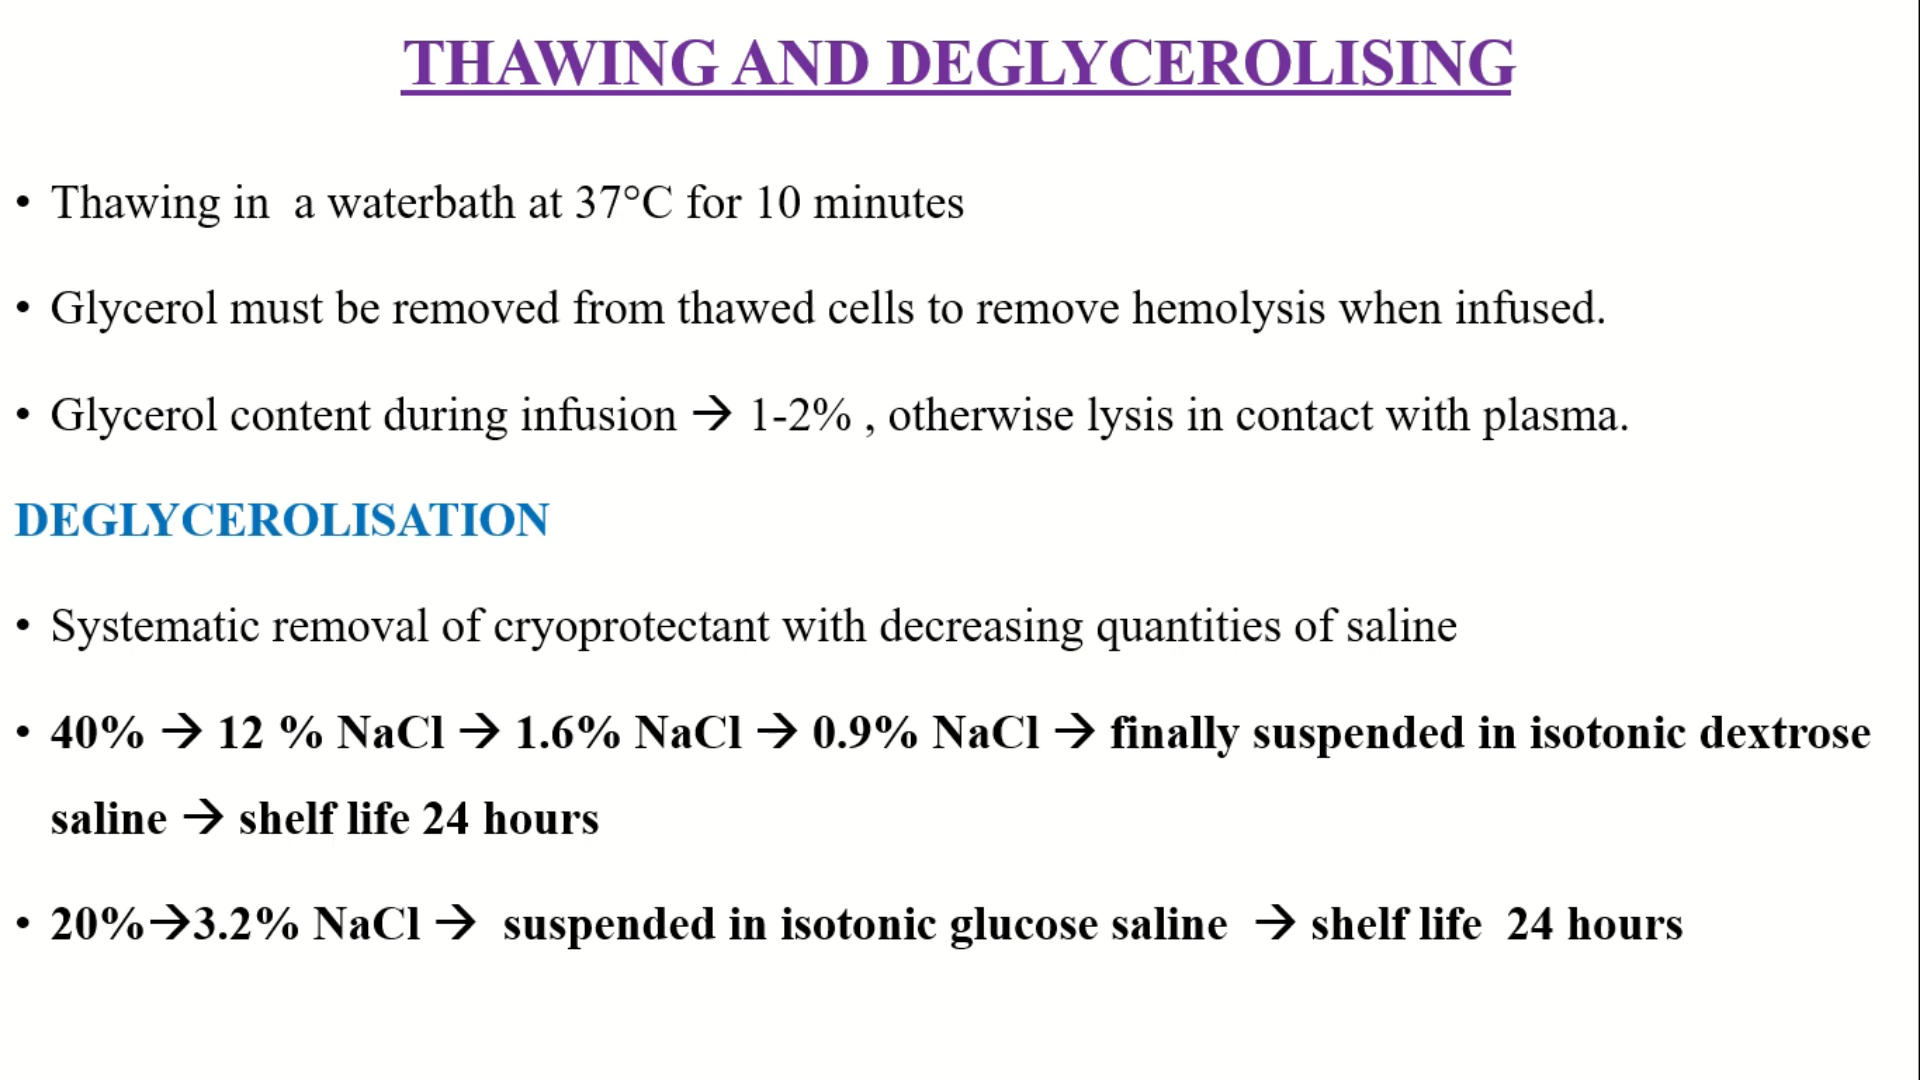 THAWING AND DEGLYCEROLISING
• Thawing in a waterbath at 37°C for 10 minutes
• Glycerol must be removed from thawed cells to remove hemolysis when infused.
• Glycerol content during infusion → 1-2% , otherwise lysis in contact with plasma.
DEGLYCEROLISATION
• Systematic removal of cryoprotectant with decreasing quantities of saline
• 40% → 12 % NaCl → 1.6% NaCl → 0.9% NaCl → finally suspended in isotonic dextrose
saline → shelf life 24 hours
• 20%→3.2% NaCl → suspended in isotonic glucose saline → shelf life 24 hours